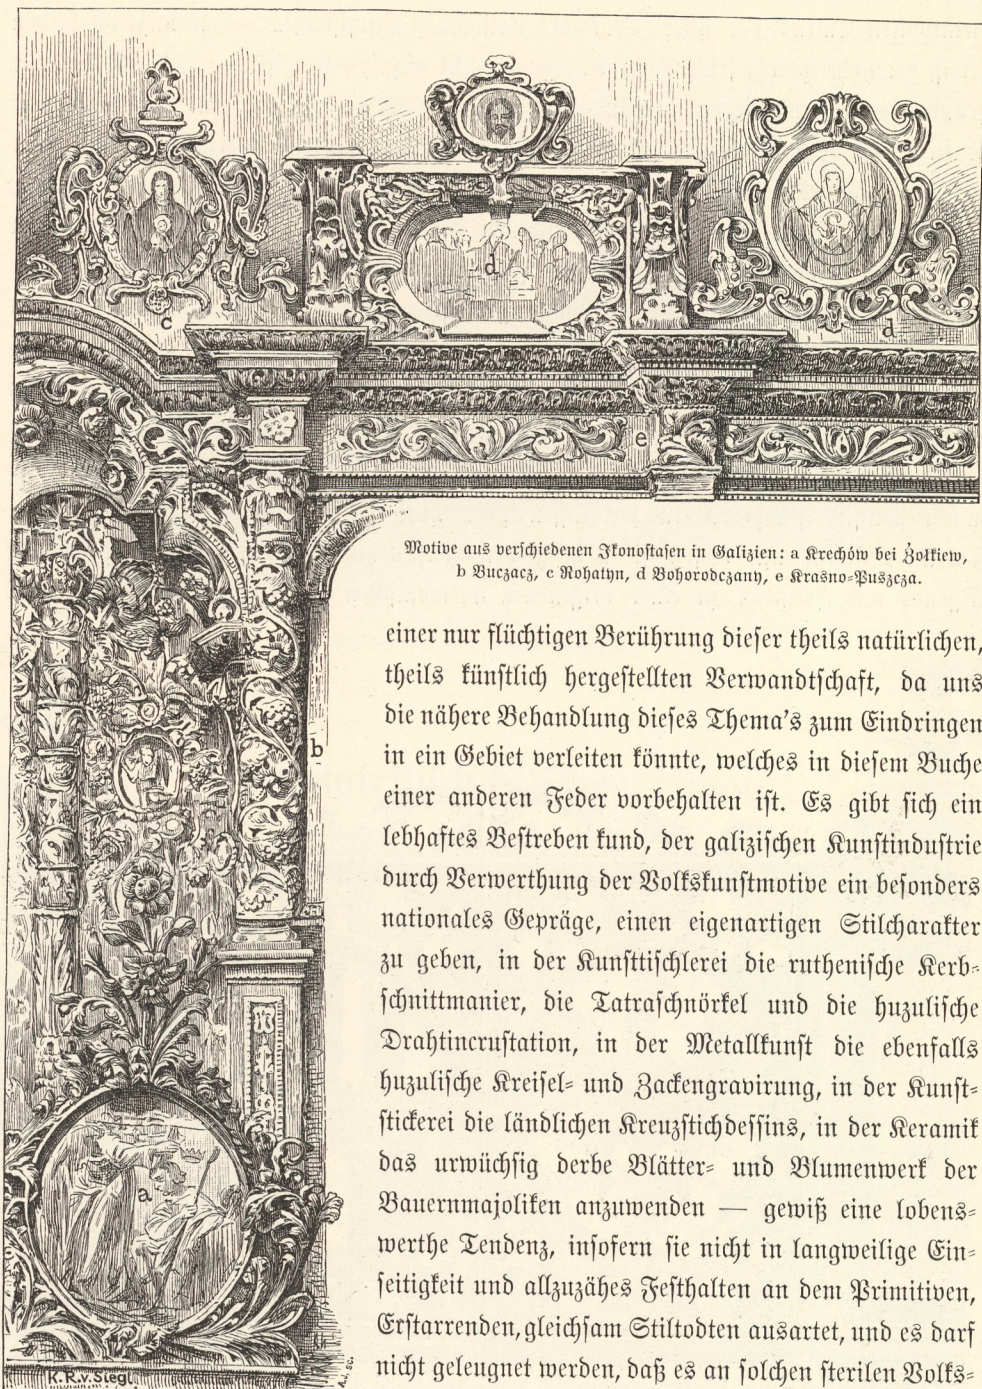 c
d
d
e
Motive aus verschiedenen Ikonostasen in Galizien: a Krechów bei Żołkiew,
b Buczacz, c Rohatyn, d Bohorodczany, e Krasno-Puszcza.
einer nur flüchtigen Berührung dieser theils natürlichen,
theils künstlich hergestellten Verwandtschaft, da uns
die nähere Behandlung dieses Thema's zum Eindringen
in ein Gebiet verleiten könnte, welches in diesem Buche
einer anderen Feder vorbehalten ist. Es gibt sich ein
lebhaftes Bestreben kund, der galizischen Kunstindustrie
durch Verwerthung der Volkskunstmotive ein besonders
nationales Gepräge, einen eigenartigen Stilcharakter
zu geben, in der Kunsttischlerei die ruthenische Kerb-
schnittmanier, die Tatraschnörkel und die huzulische
Drahtincrustation, in der Metallkunst die ebenfalls
huzulische Kreisel- und Zackengravirung, in der Kunst-
stickerei die ländlichen Kreuzstichdessins, in der Keramik
das urwüchsig derbe Blätter- und Blumenwerk der
Bauernmajoliken anzuwenden — gewiß eine lobens-
werthe Tendenz, insofern sie nicht in langweilige Ein-
seitigkeit und allzuzähes Festhalten an dem Primitiven,
Erstarrenden, gleichsam Stiltodten ausartet, und es darf
nicht geleugnet werden, daß es an solchen sterilen Volks-
b
a
K.R.v.Siegl